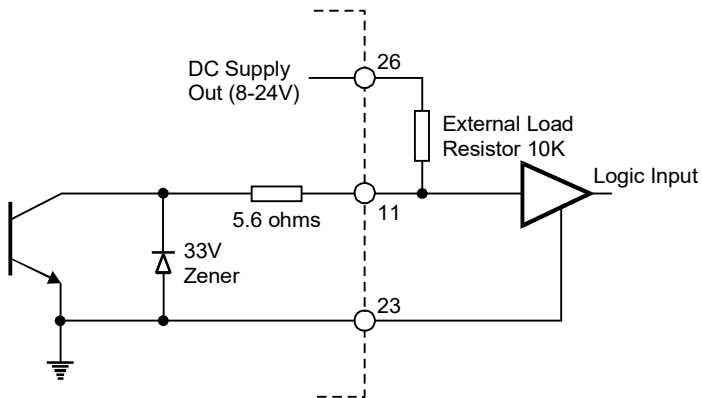 26
DC Supply
Out (8-24V)
External Load
Resistor 10K
Logic Input
5.6 ohms
11
33V
Zener
23